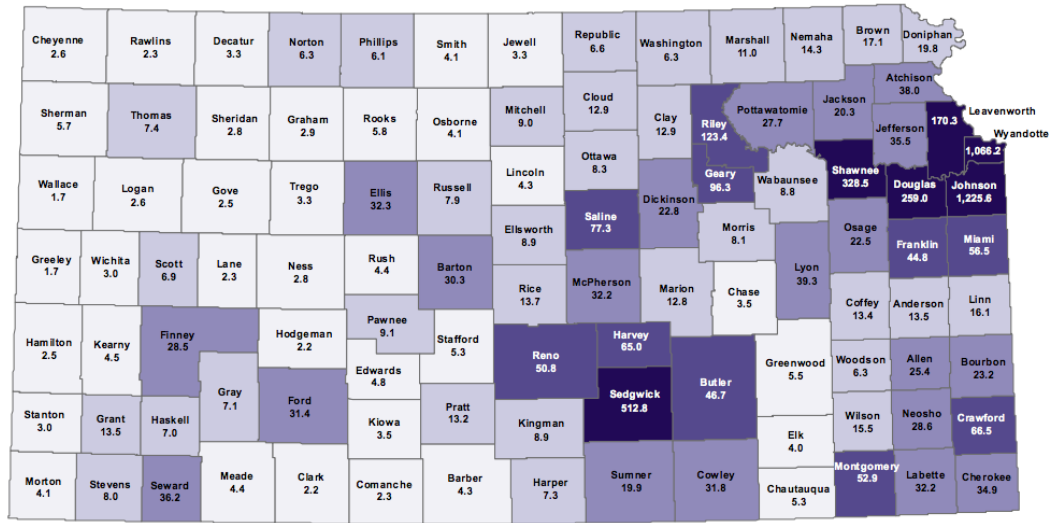 Cheyenne
2.6
Rawlins
2.3
Decatur
3.3
Norton
6.3
Phillips
6.1
Smith
4.1
Jewell
3.3
Republic
6.6
Washington
6.3
Marshall
11.0
Nemaha
14.3
Brown
17.1
Doniphan
19.8
Sherman
5.7
Thomas
7.4
Sheridan
2.8
Graham
2.9
Rooks
5.8
Osborne
4.1
Mitchell
9.0
Cloud
12.9
Clay
12.9
Riley
123.4
Pottawatomie
27.7
Jackson
20.3
Atchison
38.0
Jefferson
35.5
170.3
Leavenworth
Wyandotte
1,066.2
Wallace
1.7
Logan
2.6
Gove
2.5
Trego
3.3
Ellis
32.3
Russell
7.9
Lincoln
4.3
Ottawa
8.3
Saline
77.3
Dickinson
22.8
Geary
96.3
Wabaunsee
8.8
Shawnee
328.5
Douglas
259.0
Johnson
1,225.6
Ellsworth
8.9
Morris
8.1
Osage
22.5
Franklin
44.8
Miami
56.5
Greeley
1.7
Wichita
3.0
Scott
6.9
Lane
2.3
Ness
2.8
Rush
4.4
Barton
30.3
Rice
13.7
McPherson
32.2
Marion
12.8
Chase
3.5
Lyon
39.3
Coffey
13.4
Anderson
13.5
Linn
16.1
Hamilton
2.5
Kearny
4.5
Finney
28.5
Hodgeman
2.2
Pawnee
9.1
Stafford
5.3
Edwards
4.8
Reno
50.8
Harvey
65.0
Sedgwick
512.8
Butler
46.7
Greenwood
5.5
Woodson
6.3
Allen
25.4
Bourbon
23.2
Gray
7.1
Ford
31.4
Kiowa
3.5
Pratt
13.2
Kingman
8.9
Elk
4.0
Wilson
15.5
Neosho
28.6
Crawford
66.5
Stanton
3.0
Grant
13.5
Haskell
7.0
Morton
4.1
Stevens
8.0
Seward
36.2
Meade
4.4
Clark
2.2
Comanche
2.3
Barber
4.3
Harper
7.3
Sumner
19.9
Cowley
31.8
Chautauqua
5.3
Montgomery
52.9
Labette
32.2
Cherokee
34.9